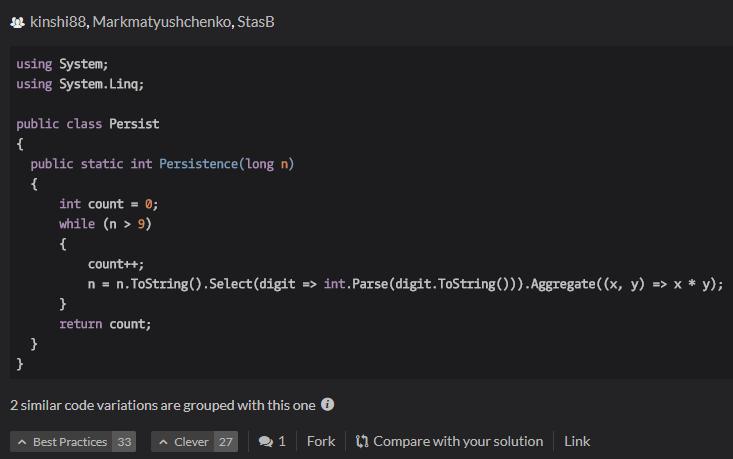 kinshi88, Markmatyushchenko, StasB
using System;
using System.Linq;
public class Persist
{
public static int Persistence(long n)
{
int count = 0;
while (n > 9)
{
count++;
n = n.ToString().Select(digit => int.Parse(digit.ToString())).Aggregate((x, y) => x * y);
}
return count;
}
}
2 similar code variations are grouped with this one
Best Practices 33 Clever 27 1 Fork Compare with your solution Link